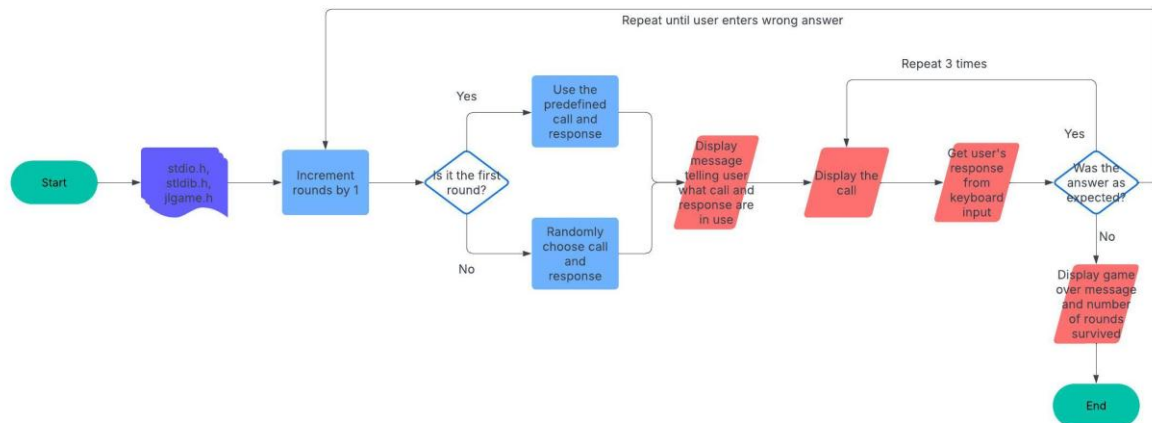 Repeat until user enters wrong answer
Repeat 3 times
Yes
Use the
predefined
call and
response
Start
stdio.h,
stldib.h,
jlgame.h
Increment
rounds by 1
Is it the first
round?
No
Randomly
choose call
and
response
Display
message
telling user
what call and
response are
in use
Display the
call
Get user's
response
from
keyboard
input
Yes
Was the
answer as
expected?
No
Display game
over message
and number
of rounds
survived
End